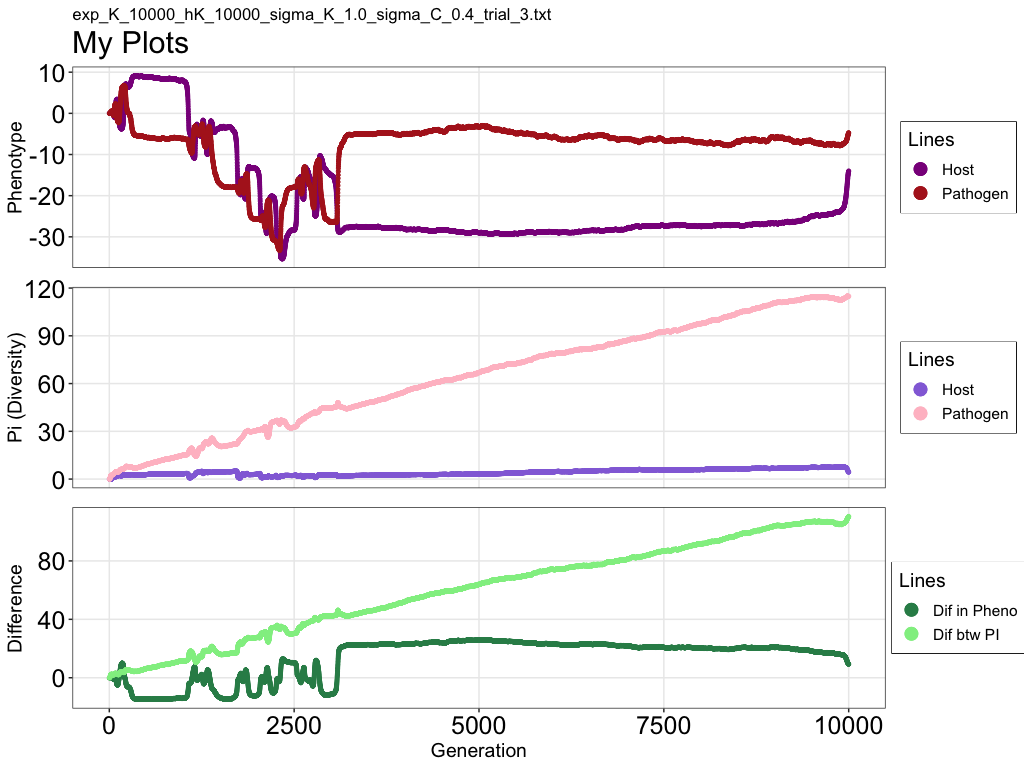 exp_K_10000_hK_10000_sigma_K_1.0_sigma_C_0.4_trial_3.txt
My Plots
Phenotype
10
0
-10
-20
-30
Lines
Host
Pathogen
Pi (Diversity)
120
90
60
30
0
Lines
Host
Pathogen
Difference
80
40
0
Lines
Dif in Pheno
Dif btw PI
0 2500 5000 7500 10000
Generation